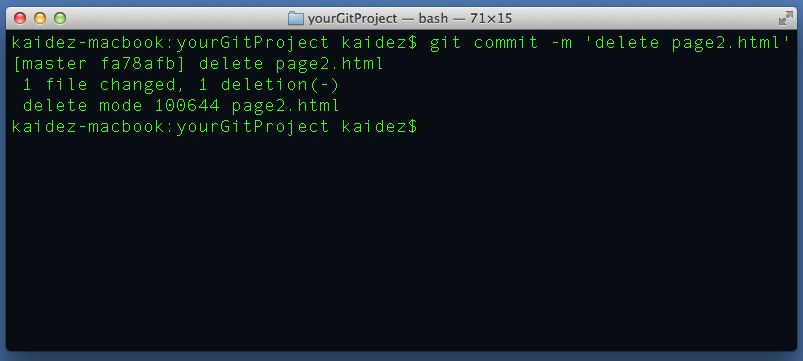 yourGitProject — bash — 71×15
kaidez-macbook:yourGitProject kaidez$ git commit -m 'delete page2.html'
[master fa78afb] delete page2.html
 1 file changed, 1 deletion(-)
 delete mode 100644 page2.html
kaidez-macbook:yourGitProject kaidez$